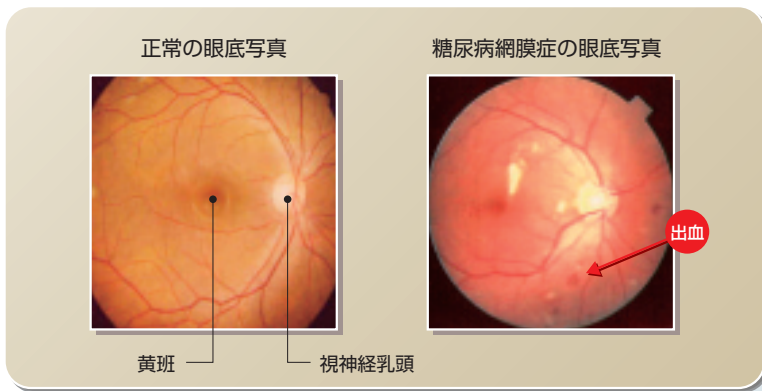 正常の眼底写真
糖尿病網膜症の眼底写真
出血
黄班
視神経乳頭